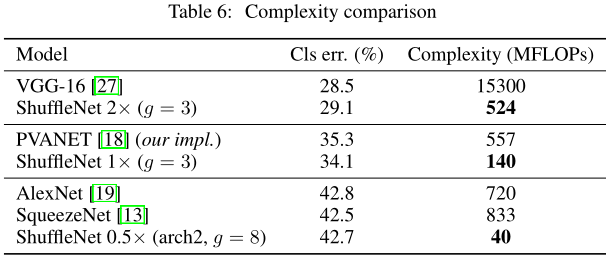 Table 6: Complexity comparison
Model Cls err. (%) Complexity (MFLOPs)
VGG-16 [27] 28.5 15300
ShuffleNet 2× (g = 3) 29.1 524
PVANET [18] (our impl.) 35.3 557
ShuffleNet 1× (g = 3) 34.1 140
AlexNet [19] 42.8 720
SqueezeNet [13] 42.5 833
ShuffleNet 0.5× (arch2, g = 8) 42.7 40